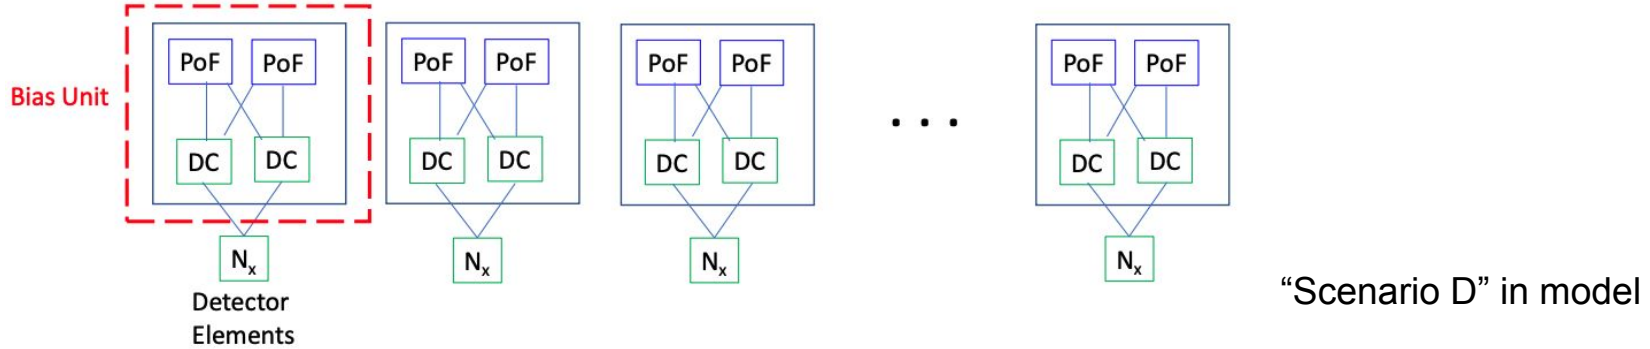 PoF PoF PoF PoF PoF PoF PoF PoF
Bias Unit
. . .
DC DC DC DC DC DC DC DC
Nx Nx Nx Nx
Detector
Elements
“Scenario D” in model